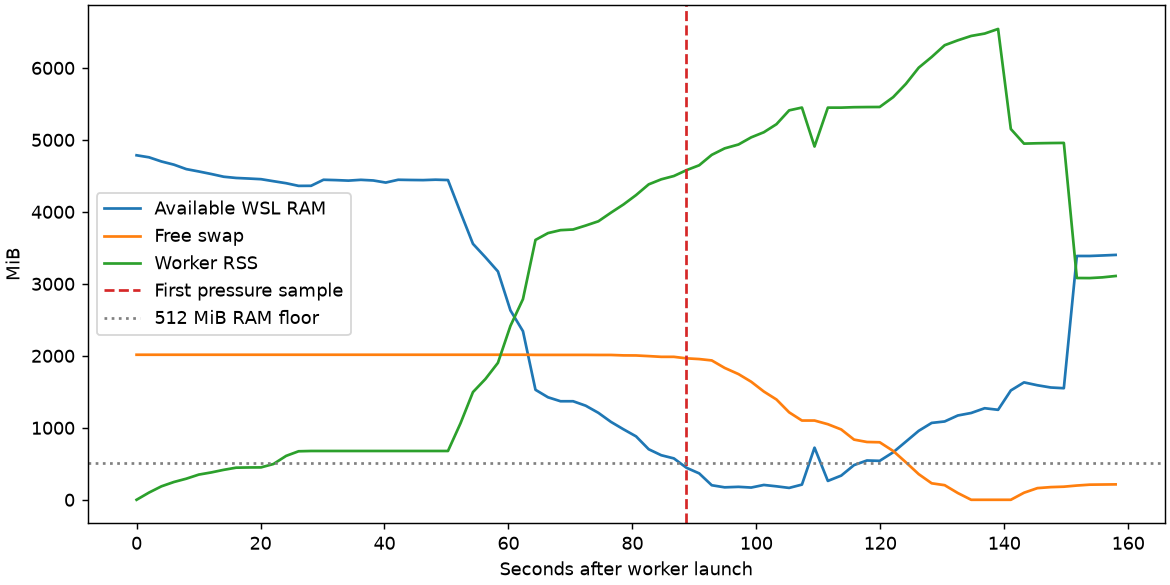 6000
5000
4000
3000
2000
1000
0
MiB
Available WSL RAM
Free swap
Worker RSS
First pressure sample
512 MiB RAM floor
0 20 40 60 80 100 120 140 160
Seconds after worker launch